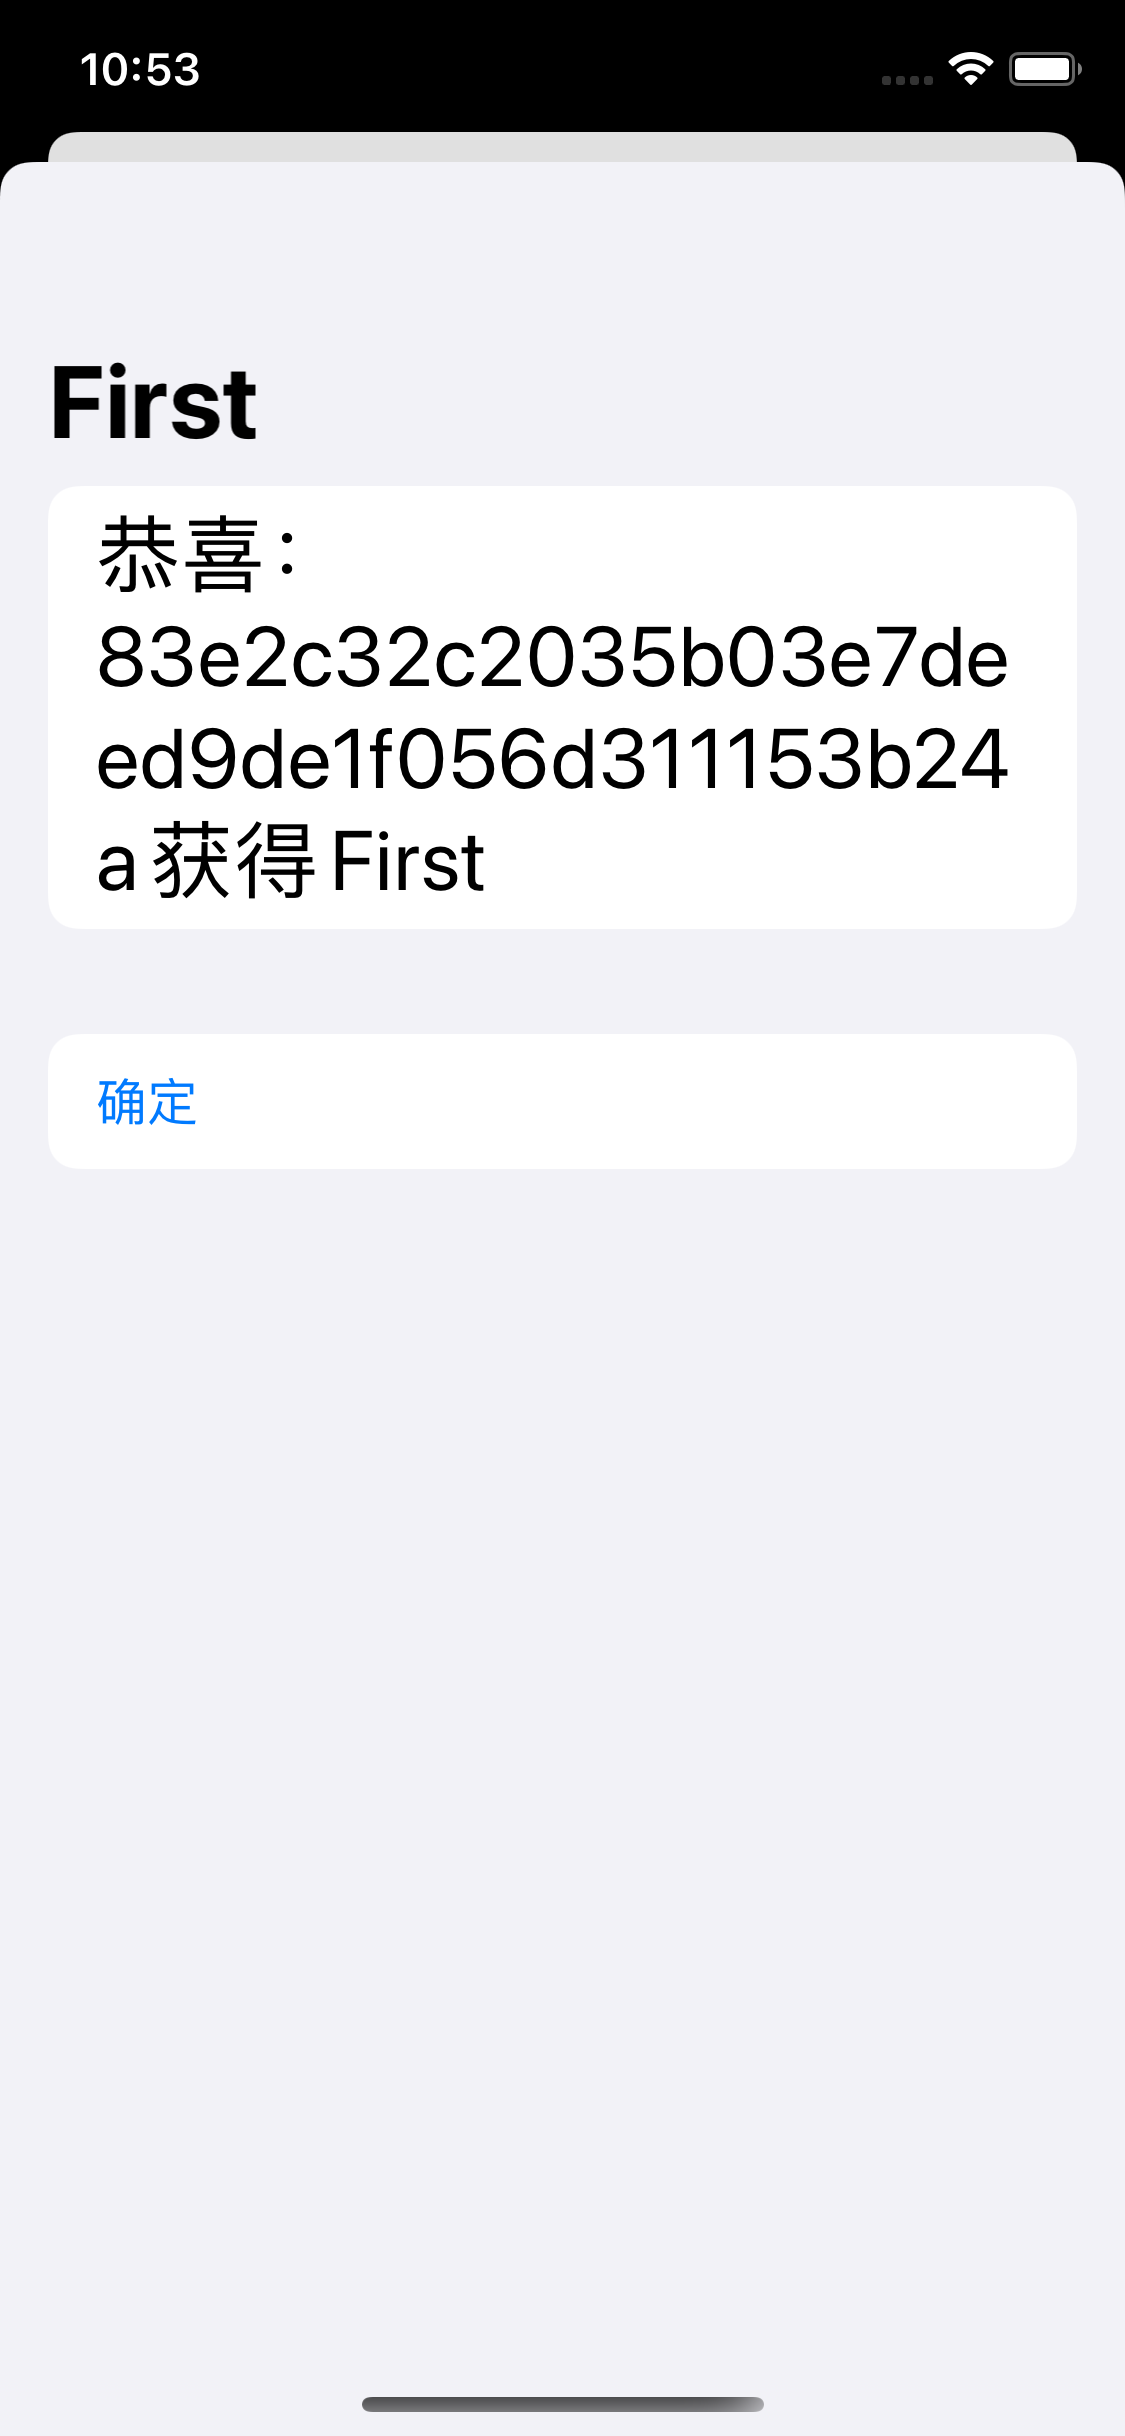 10:53
First
恭喜：
83e2c32c2035b03e7de
ed9de1f056d311153b24
a 获得 First
确定